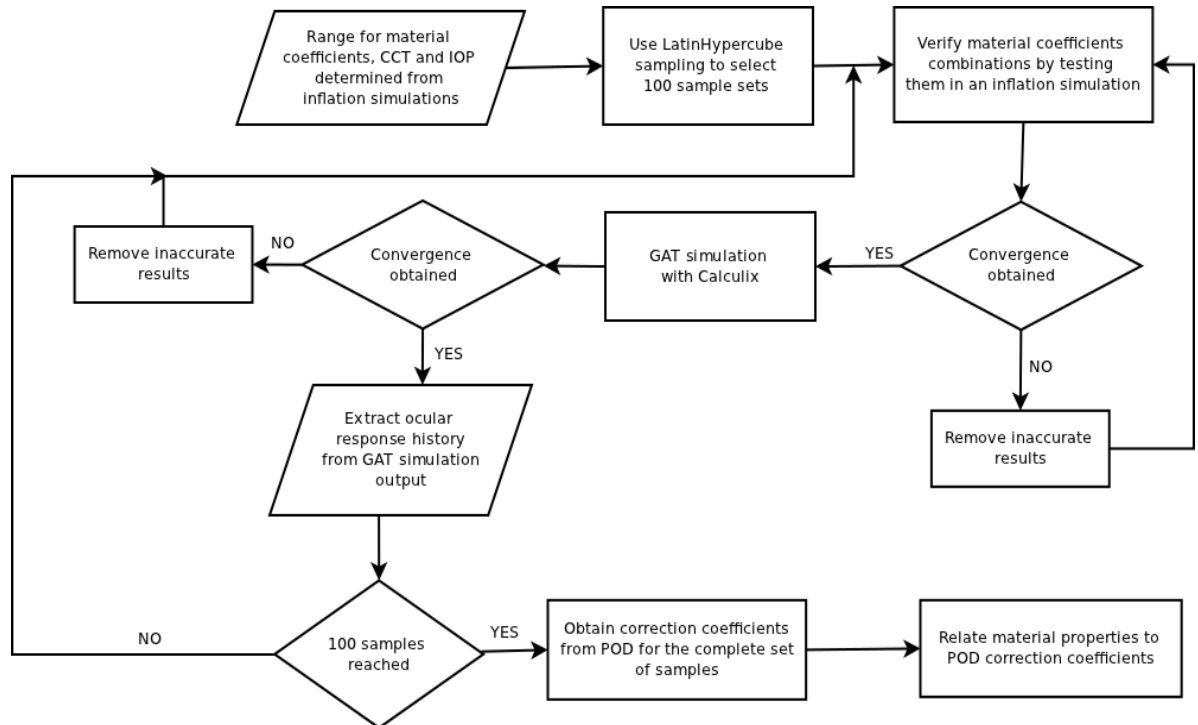 Range for material
coefficients, CCT and IOP
determined from
inflation simulations
Use LatinHypercube
sampling to select
100 sample sets
Verify material coefficients
combinations by testing
them in an inflation simulation
Remove inaccurate
results
NO
Convergence
obtained
GAT simulation
with Calculix
YES
Convergence
obtained
YES
NO
Extract ocular
response history
from GAT simulation
output
Remove inaccurate
results
NO
100 samples
reached
YES
Obtain correction coefficients
from POD for the complete set
of samples
Relate material properties to
POD correction coefficients